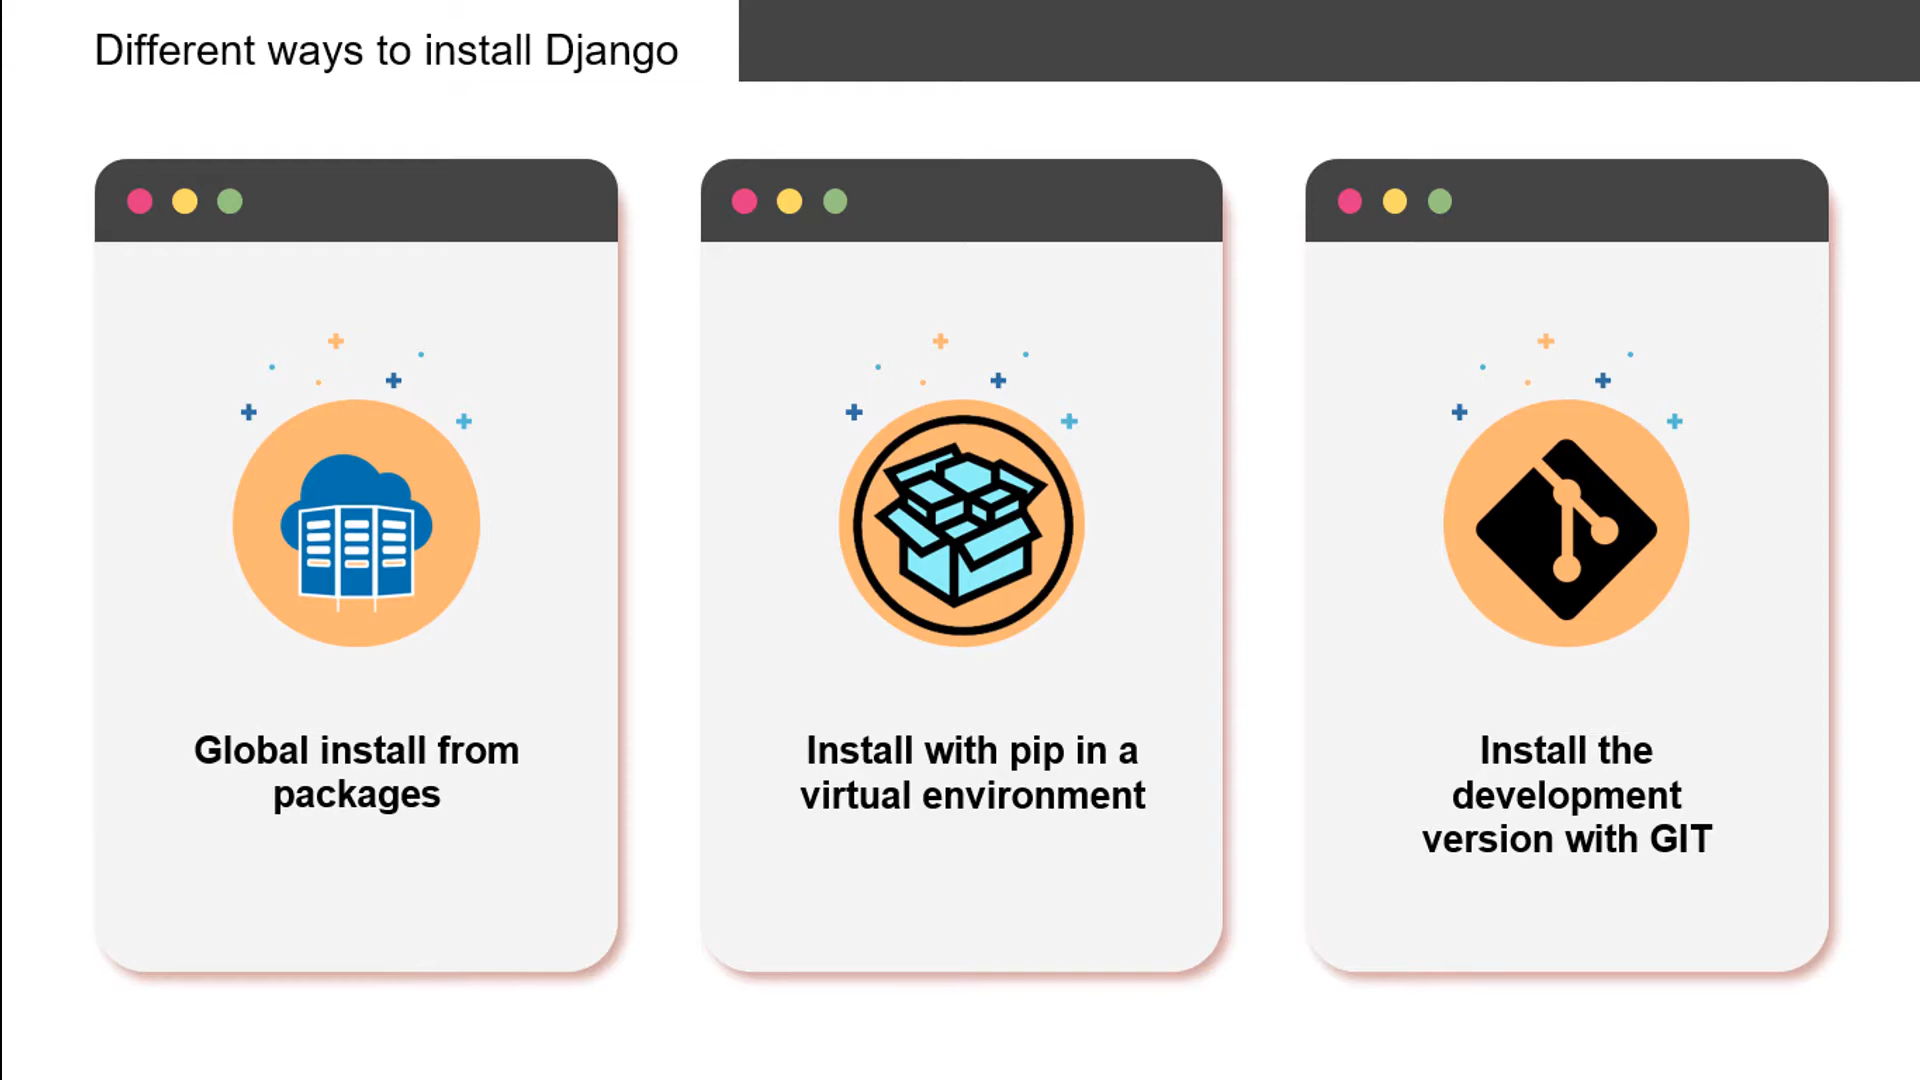 Different ways to install Django
Global install from
packages
Install with pip in a
virtual environment
Install the
development
version with GIT